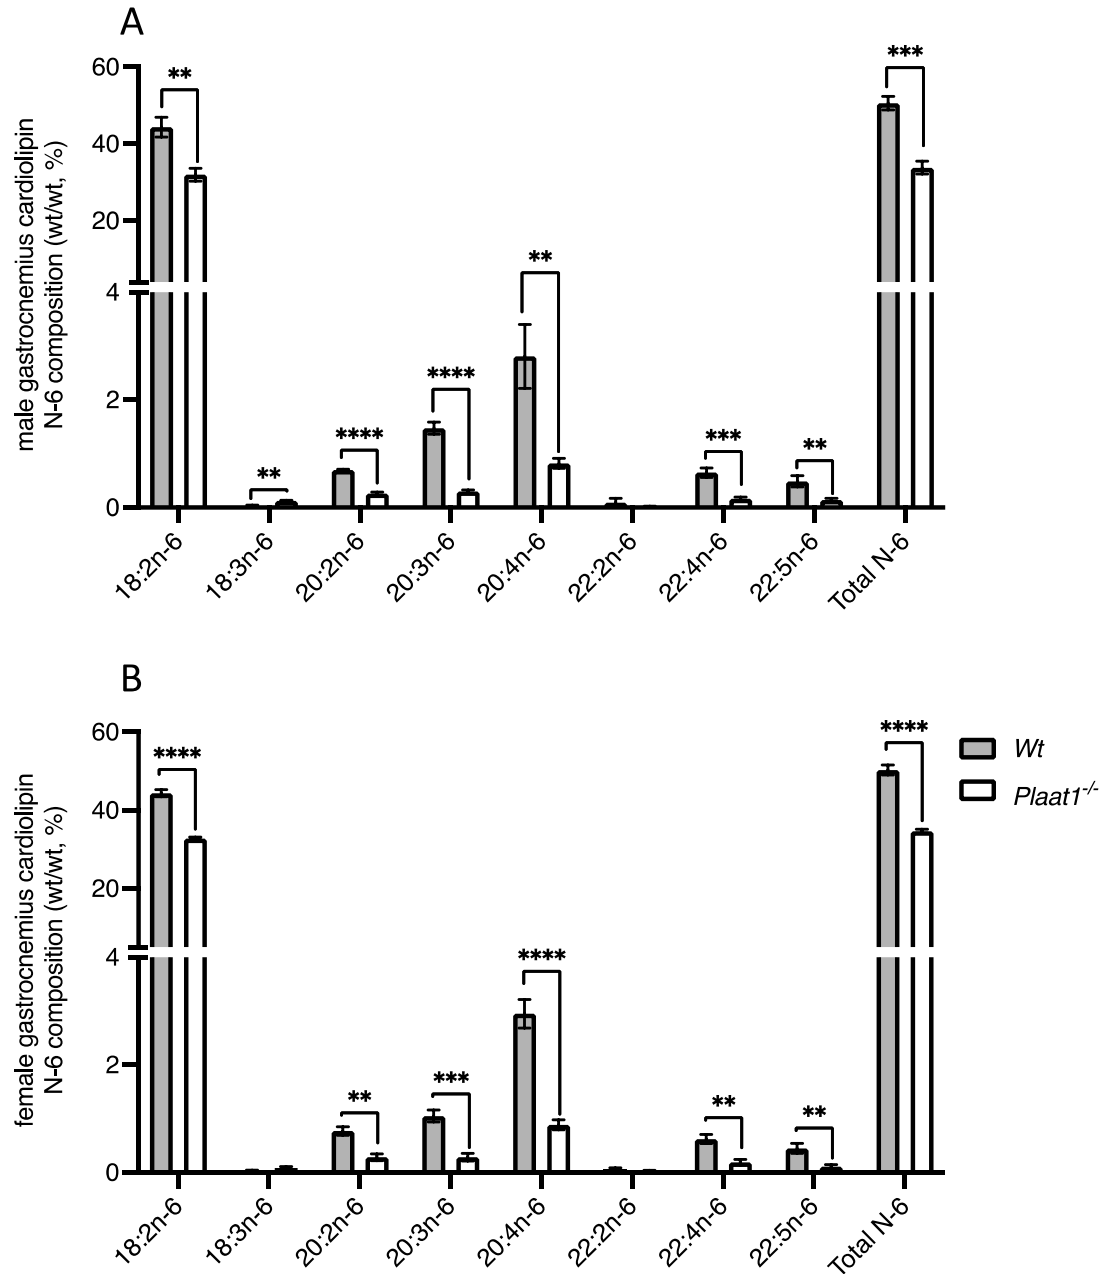 A
male gastrocnemius cardiolipin
N-6 composition (wt/wt, %)
60
40
20
4
2
0
**
**
****
****
**
***
**
***
18:2n-6
18:3n-6
20:2n-6
20:3n-6
20:4n-6
22:2n-6
22:4n-6
22:5n-6
Total N-6
B
female gastrocnemius cardiolipin
N-6 composition (wt/wt, %)
60
40
20
4
2
0
****
**
***
****
**
**
****
Wt
Plaat1-/-
18:2n-6
18:3n-6
20:2n-6
20:3n-6
20:4n-6
22:2n-6
22:4n-6
22:5n-6
Total N-6